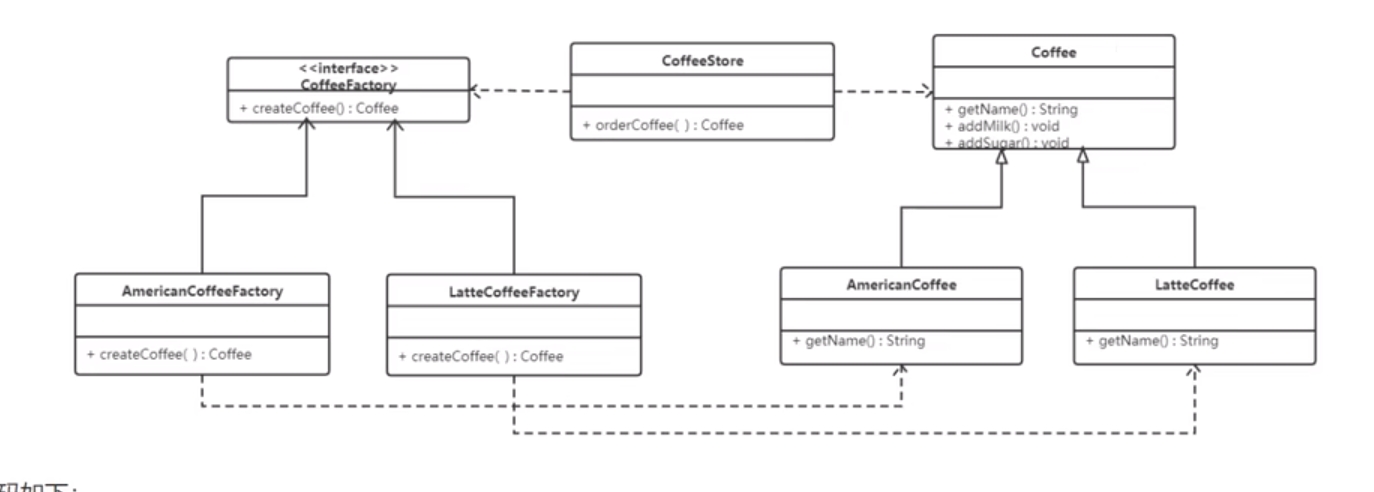 <<interface>>
CoffeeFactory
+ createCoffee() : Coffee
CoffeeStore
+ orderCoffee( ) : Coffee
Coffee
+ getName() : String
+ addMilk() : void
+ addSugar() : void
AmericanCoffeeFactory
+ createCoffee( ) : Coffee
LatteCoffeeFactory
+ createCoffee( ) : Coffee
AmericanCoffee
+ getName() : String
LatteCoffee
+ getName() : String
码如下：